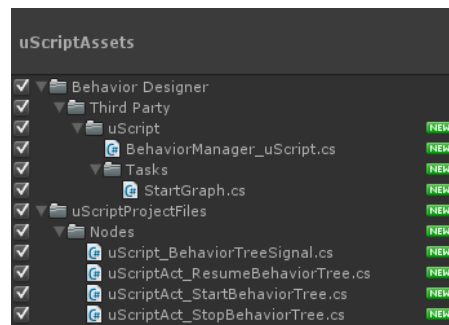 uScriptAssets
Behavior Designer
Third Party
uScript NEW
BehaviorManager_uScript.cs NEW
Tasks NEW
StartGraph.cs NEW
uScriptProjectFiles NEW
Nodes NEW
uScript_BehaviorTreeSignal.cs NEW
uScriptAct_ResumeBehaviorTree.cs NEW
uScriptAct_StartBehaviorTree.cs NEW
uScriptAct_StopBehaviorTree.cs NEW